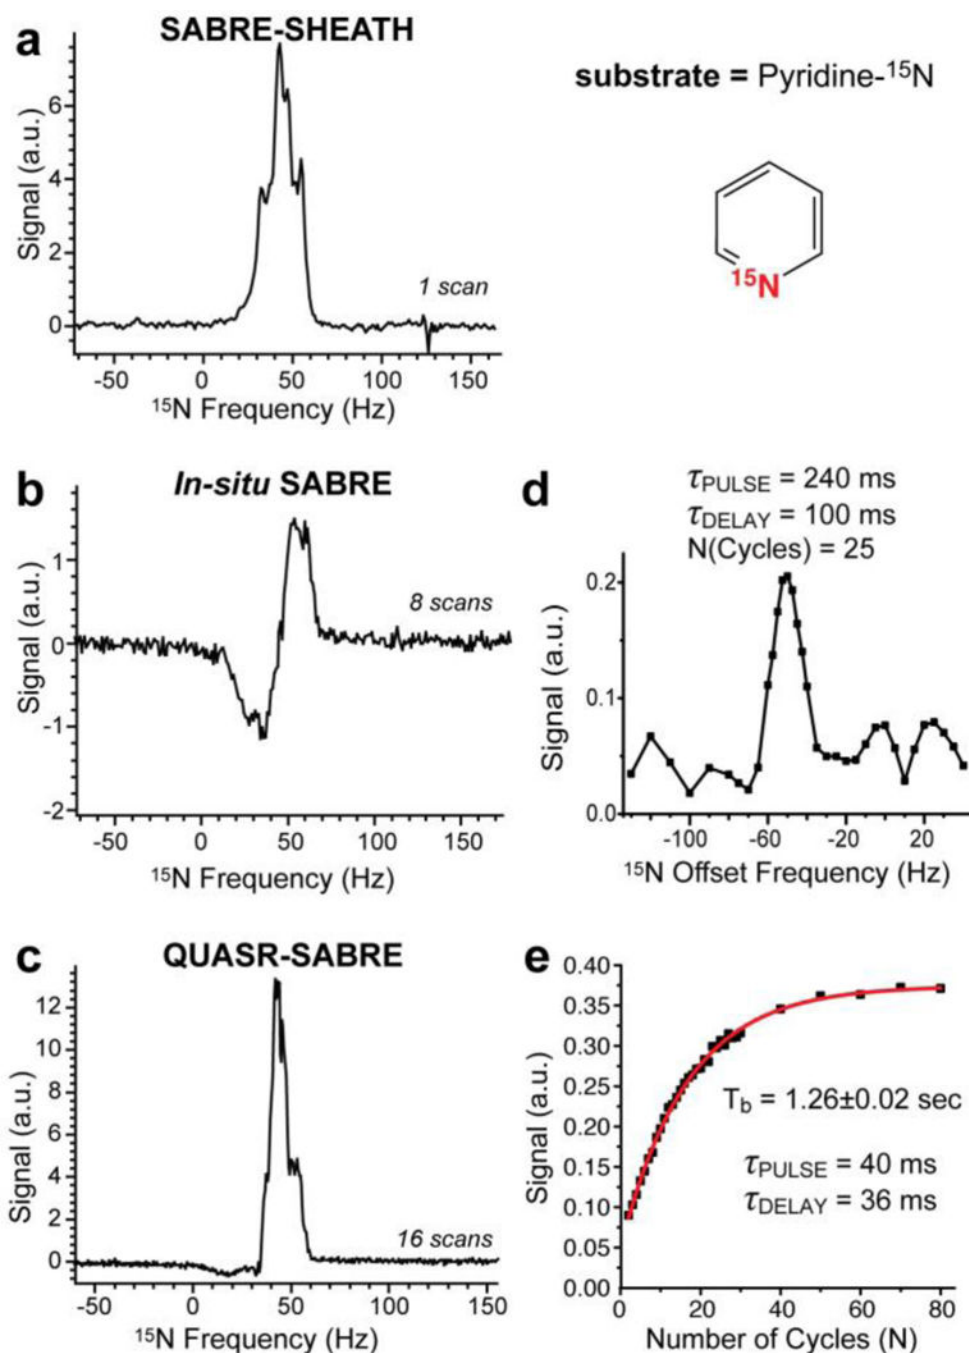 a
SABRE-SHEATH
Signal (a.u.)
6
4
2
0
1 scan
-50 0 50 100 150
¹⁵N Frequency (Hz)
substrate = Pyridine-¹⁵N
¹⁵N
b
In-situ SABRE
Signal (a.u.)
1
0
-1
-2
8 scans
-50 0 50 100 150
¹⁵N Frequency (Hz)
d
τPULSE = 240 ms
τDELAY = 100 ms
N(Cycles) = 25
Signal (a.u.)
0.2
0.1
0.0
-100 -60 -20 20
¹⁵N Offset Frequency (Hz)
c
QUASR-SABRE
Signal (a.u.)
12
10
8
6
4
2
0
16 scans
-50 0 50 100 150
¹⁵N Frequency (Hz)
e
Signal (a.u.)
0.40
0.35
0.30
0.25
0.20
0.15
0.10
0.05
0.00
Tb = 1.26±0.02 sec
τPULSE = 40 ms
τDELAY = 36 ms
0 20 40 60 80
Number of Cycles (N)